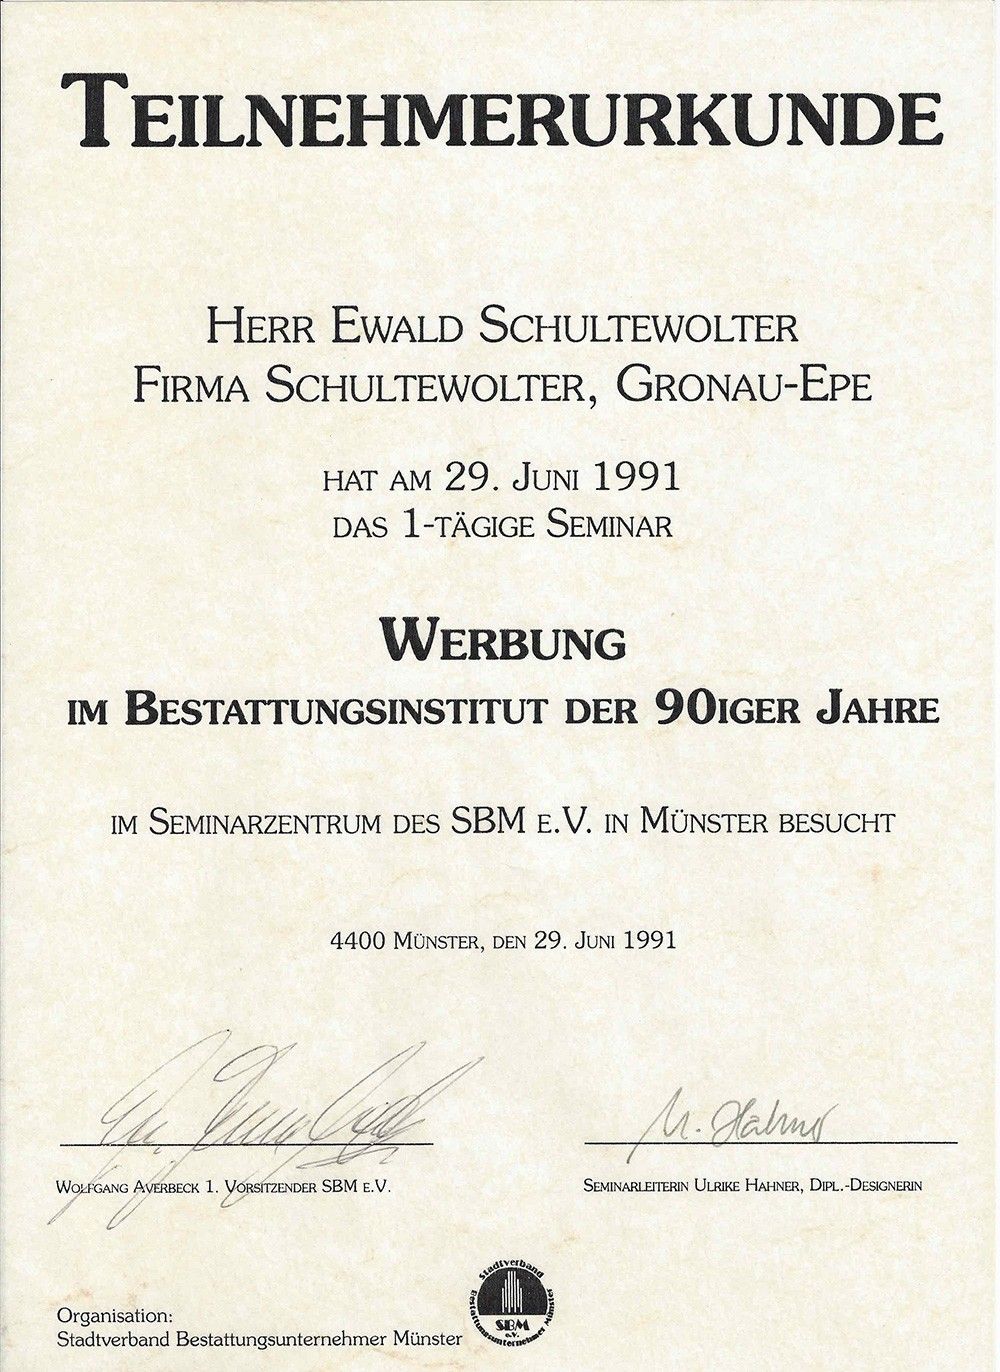 TEILNEHMERURKUNDE
HERR EWALD SCHULTEWOLTER
FIRMA SCHULTEWOLTER, GRONAU-EPE
HAT AM 29. JUNI 1991
DAS 1-TÄGIGE SEMINAR
WERBUNG
IM BESTATTUNGSINSTITUT DER 90IGER JAHRE
IM SEMINARZENTRUM DES SBM E.V. IN MÜNSTER BESUCHT
4400 MÜNSTER, DEN 29. JUNI 1991
U. Hahner
WOLFGANG AVERBECK 1. VORSITZENDER SBM E.V.
SEMINARLEITERIN ULRIKE HAHNER, DIPL.-DESIGNERIN
Stadtverband
Bestattungsunternehmer Münster
SBM
e.V.
Organisation:
Stadtverband Bestattungsunternehmer Münster